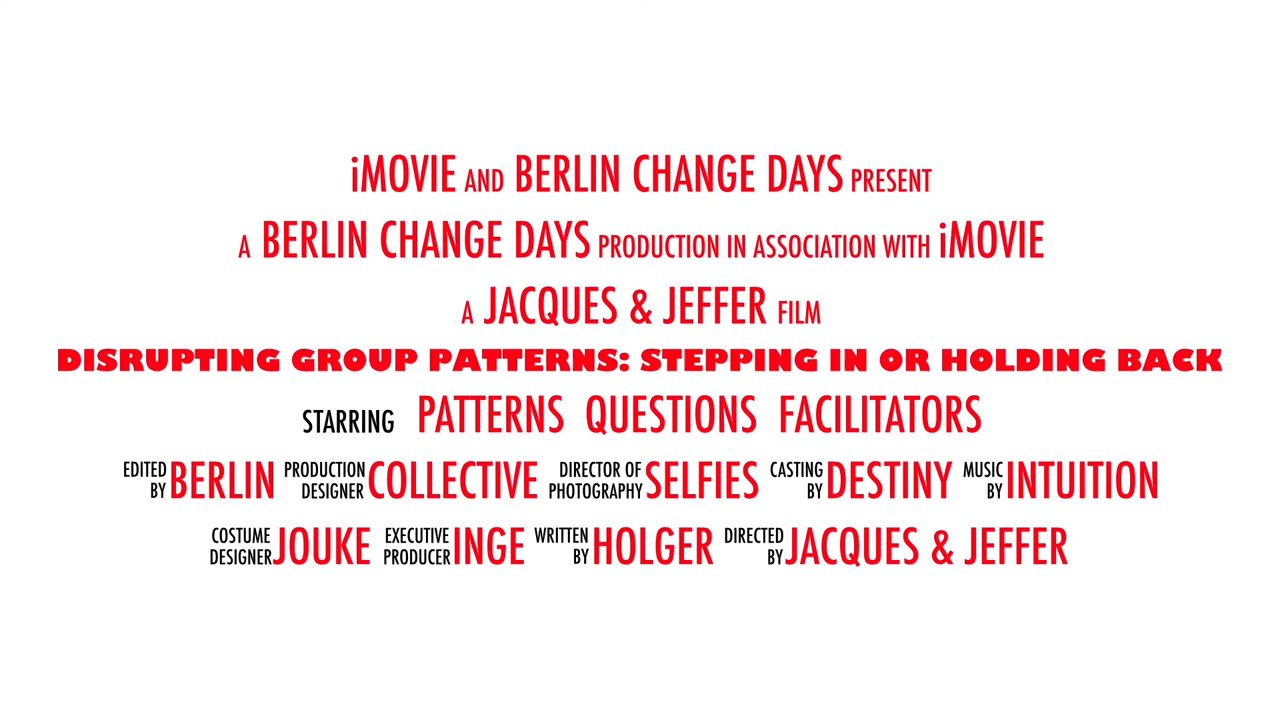 iMOVIE AND BERLIN CHANGE DAYS PRESENT
A BERLIN CHANGE DAYS PRODUCTION IN ASSOCIATION WITH iMOVIE
A JACQUES & JEFFER FILM
DISRUPTING GROUP PATTERNS: STEPPING IN OR HOLDING BACK
STARRING PATTERNS QUESTIONS FACILITATORS
EDITED BY BERLIN PRODUCTION DESIGNER COLLECTIVE DIRECTOR OF PHOTOGRAPHY SELFIES CASTING BY DESTINY MUSIC BY INTUITION
COSTUME DESIGNER JOUKE EXECUTIVE PRODUCER INGE WRITTEN BY HOLGER DIRECTED BY JACQUES & JEFFER